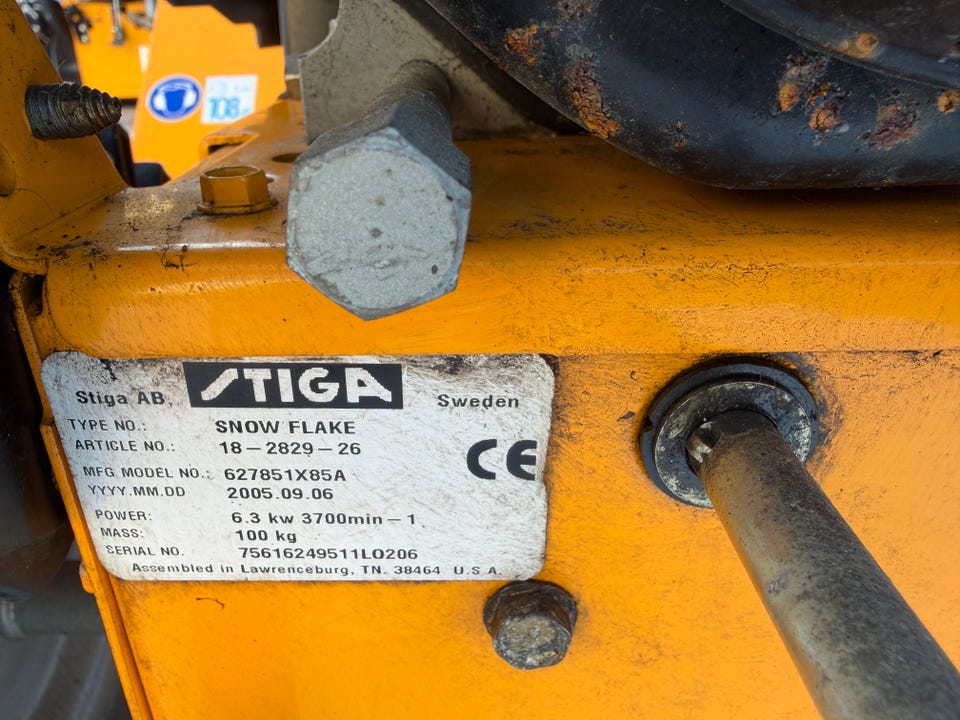 108
Stiga AB, STIGA Sweden
TYPE NO.: SNOW FLAKE
ARTICLE NO.: 18-2829-26
CE
MFG MODEL NO.: 627851X85A
YYYY.MM.DD 2005.09.06
POWER: 6.3 kw 3700min-1
MASS: 100 kg
SERIAL NO. 75616249511L0206
Assembled in Lawrenceburg, TN. 38464 U.S.A.